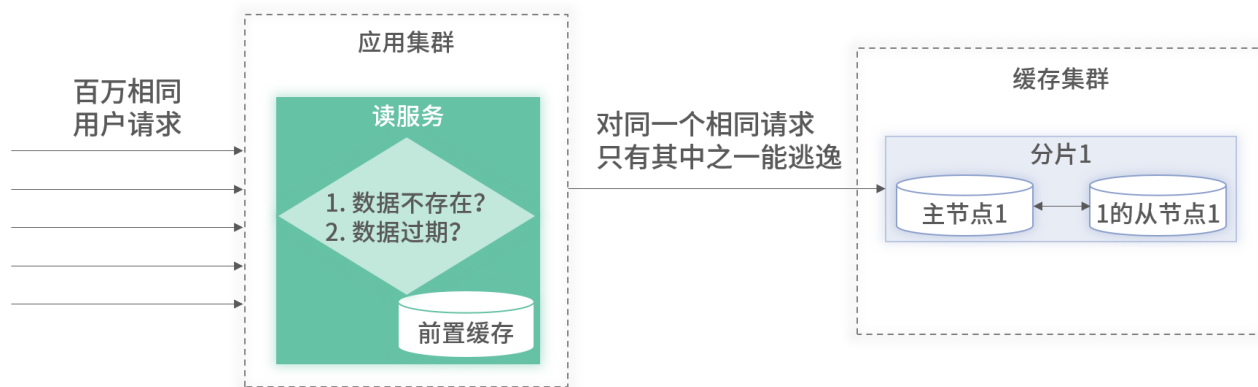 百万相同
用户请求
应用集群
读服务
1. 数据不存在?
2. 数据过期?
前置缓存
对同一个相同请求
只有其中之一能逃逸
缓存集群
分片1
主节点1
1的从节点1